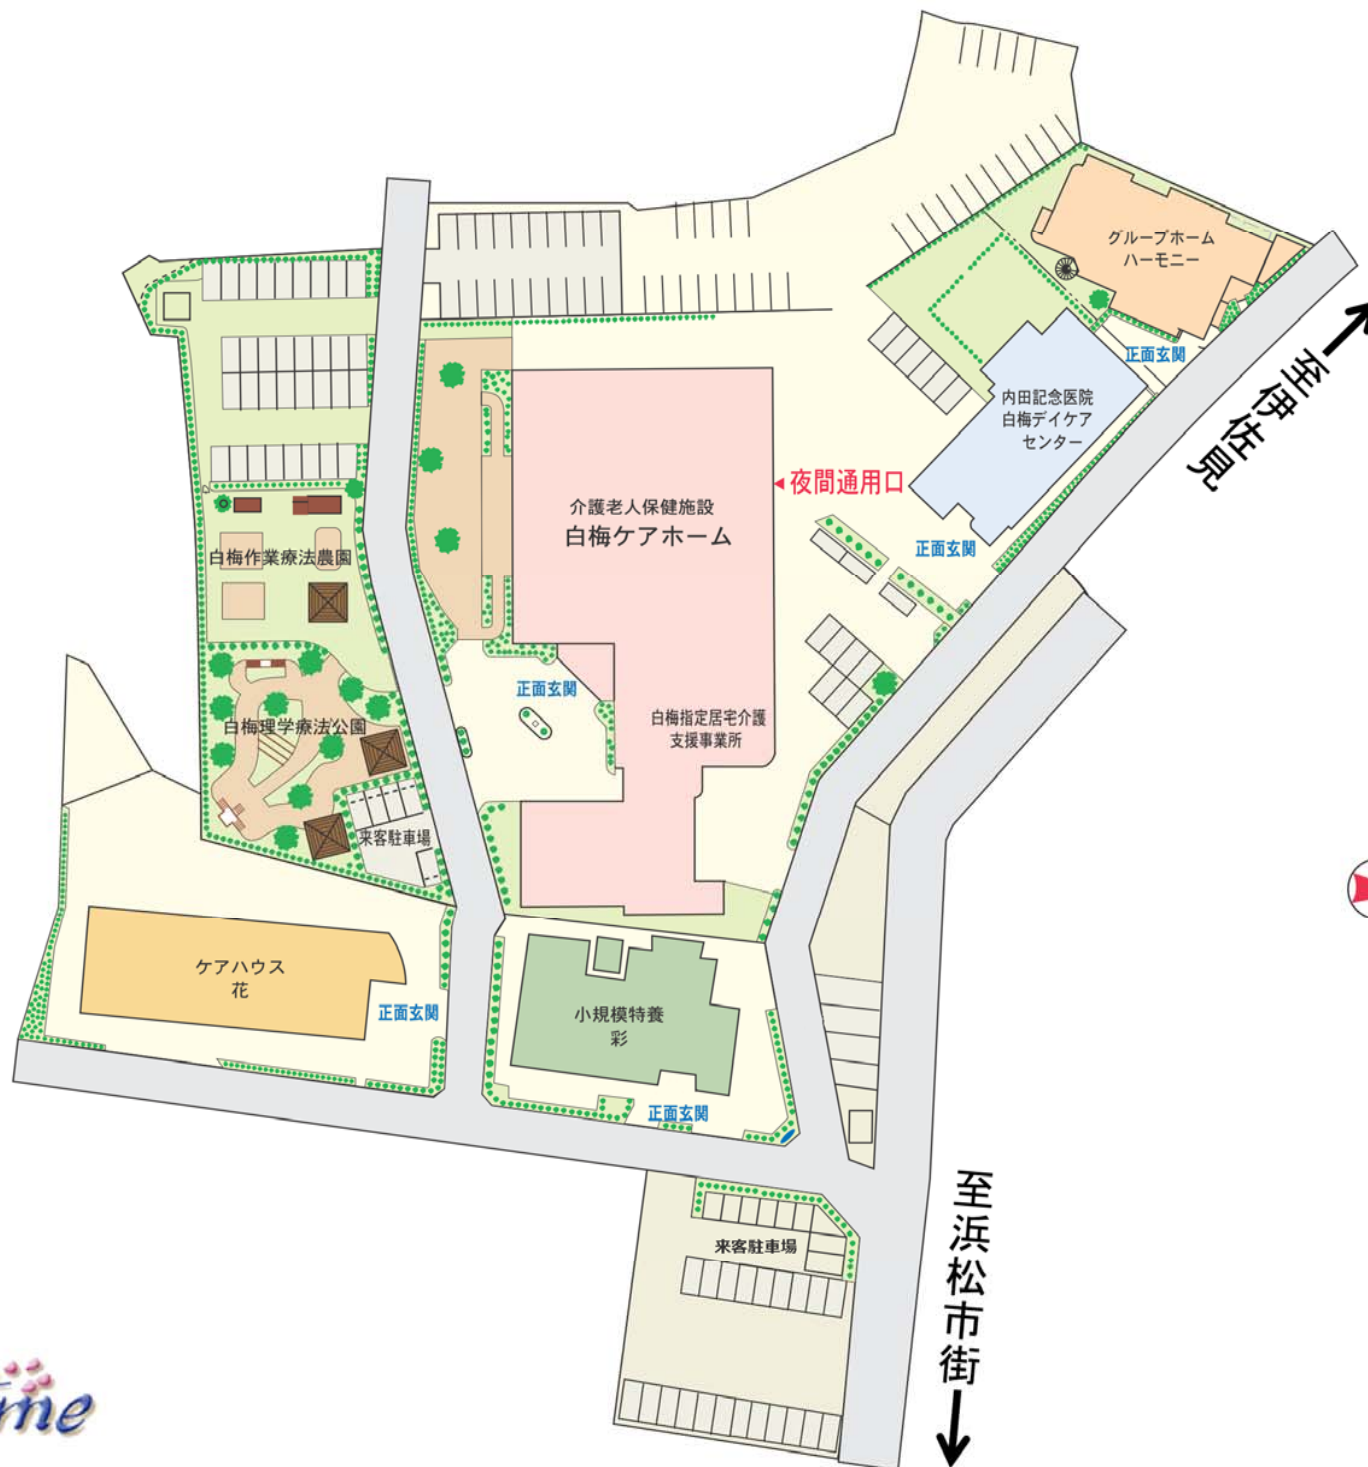 グループホーム
ハーモニー
正面玄関
至伊佐見
内田記念医院
白梅デイケア
センター
夜間通用口
正面玄関
介護老人保健施設
白梅ケアホーム
白梅作業療法農園
正面玄関
白梅指定居宅介護
支援事業所
白梅理学療法公園
来客駐車場
ケアハウス
花
正面玄関
小規模特養
彩
正面玄関
来客駐車場
至浜松市街
me